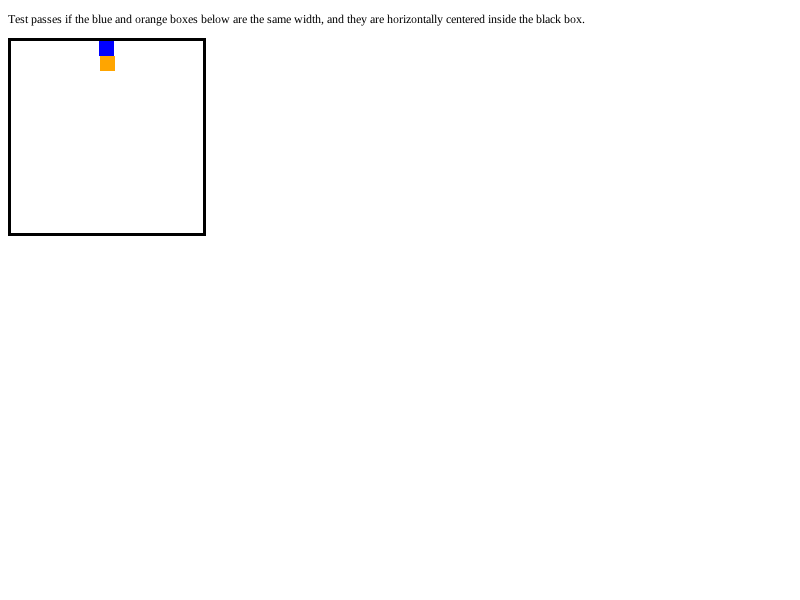 Test passes if the blue and orange boxes below are the same width, and they are horizontally centered inside the black box.